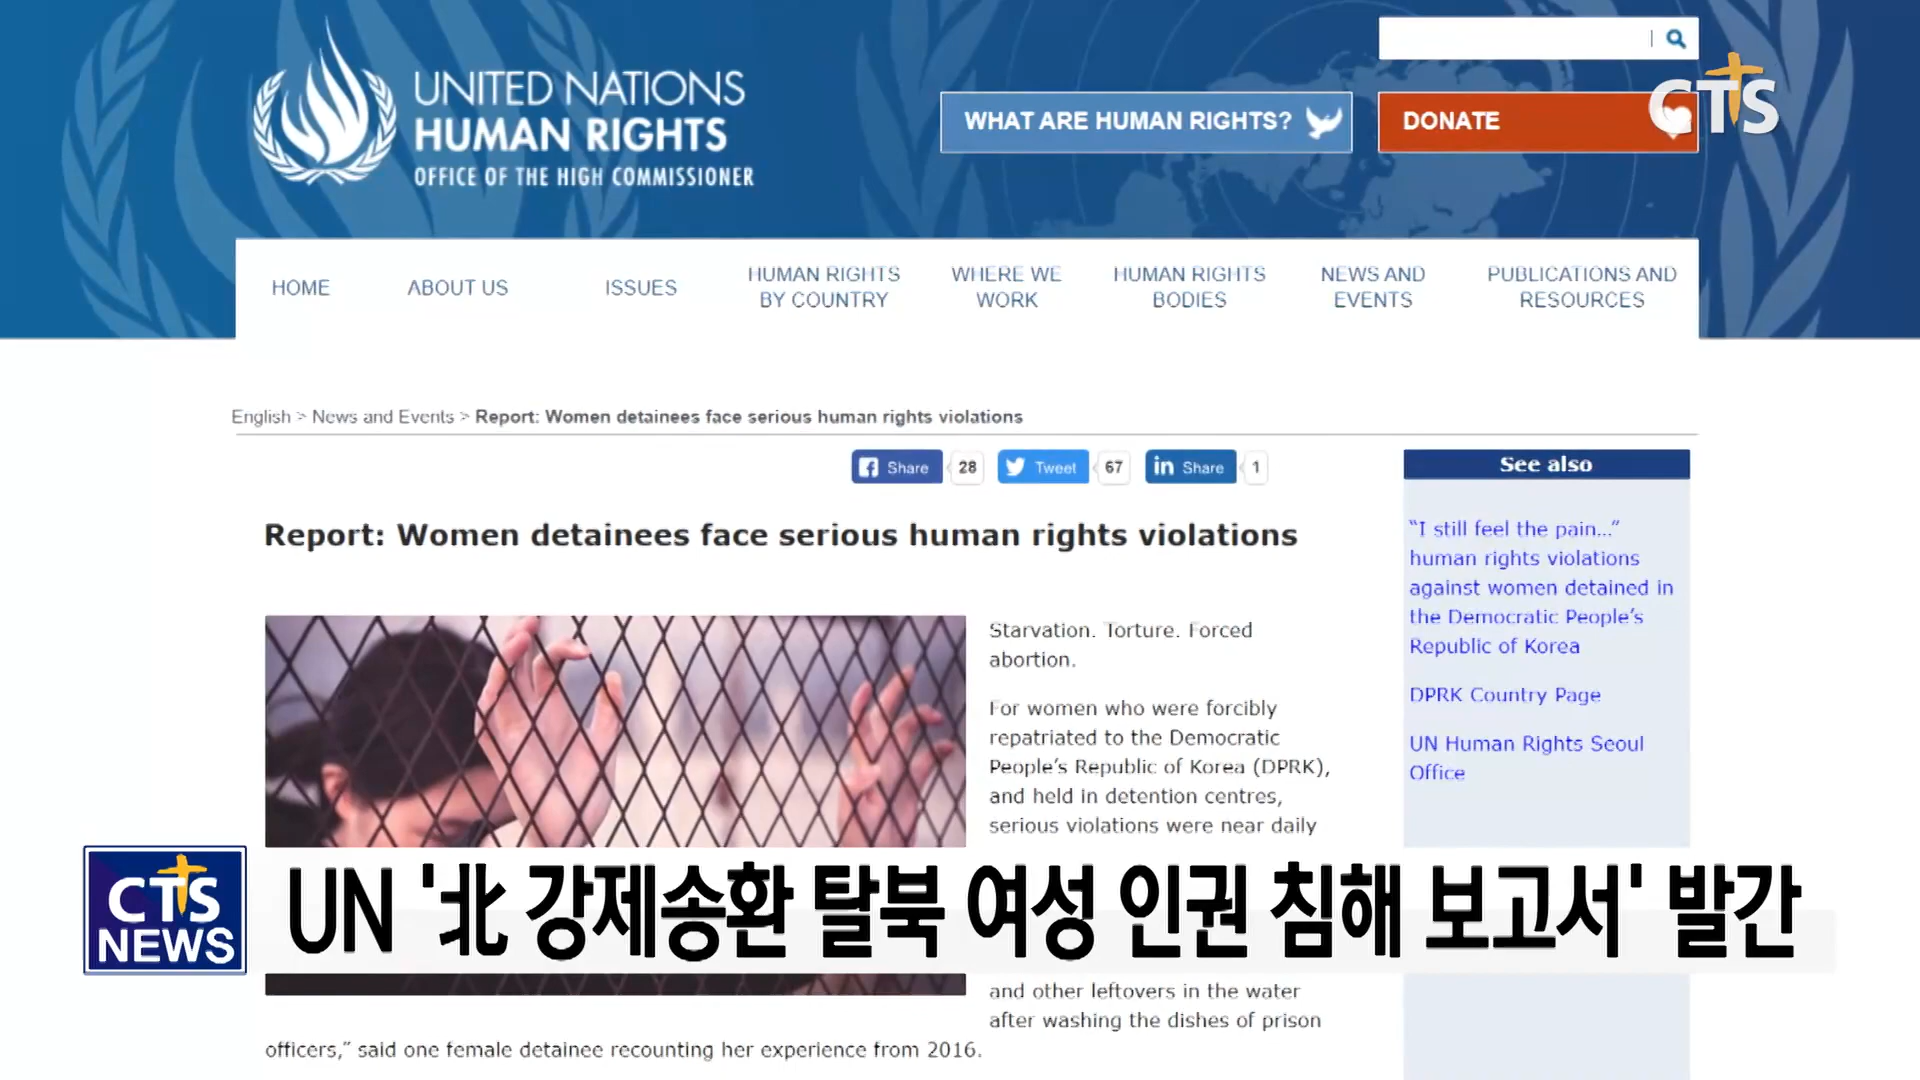 UNITED NATIONS
HUMAN RIGHTS
OFFICE OF THE HIGH COMMISSIONER
WHAT ARE HUMAN RIGHTS?
DONATE
CTS
HOME
ABOUT US
ISSUES
HUMAN RIGHTS
BY COUNTRY
WHERE WE
WORK
HUMAN RIGHTS
BODIES
NEWS AND
EVENTS
PUBLICATIONS AND
RESOURCES
English > News and Events > Report: Women detainees face serious human rights violations
Share 28 Tweet 67 in Share 1
Report: Women detainees face serious human rights violations
Starvation. Torture. Forced
abortion.
For women who were forcibly
repatriated to the Democratic
People’s Republic of Korea (DPRK),
and held in detention centres,
serious violations were near daily
and other leftovers in the water
after washing the dishes of prison
officers,” said one female detainee recounting her experience from 2016.
See also
“I still feel the pain...”
human rights violations
against women detained in
the Democratic People’s
Republic of Korea
DPRK Country Page
UN Human Rights Seoul
Office
CTS
NEWS
UN '北 강제송환 탈북 여성 인권 침해 보고서' 발간